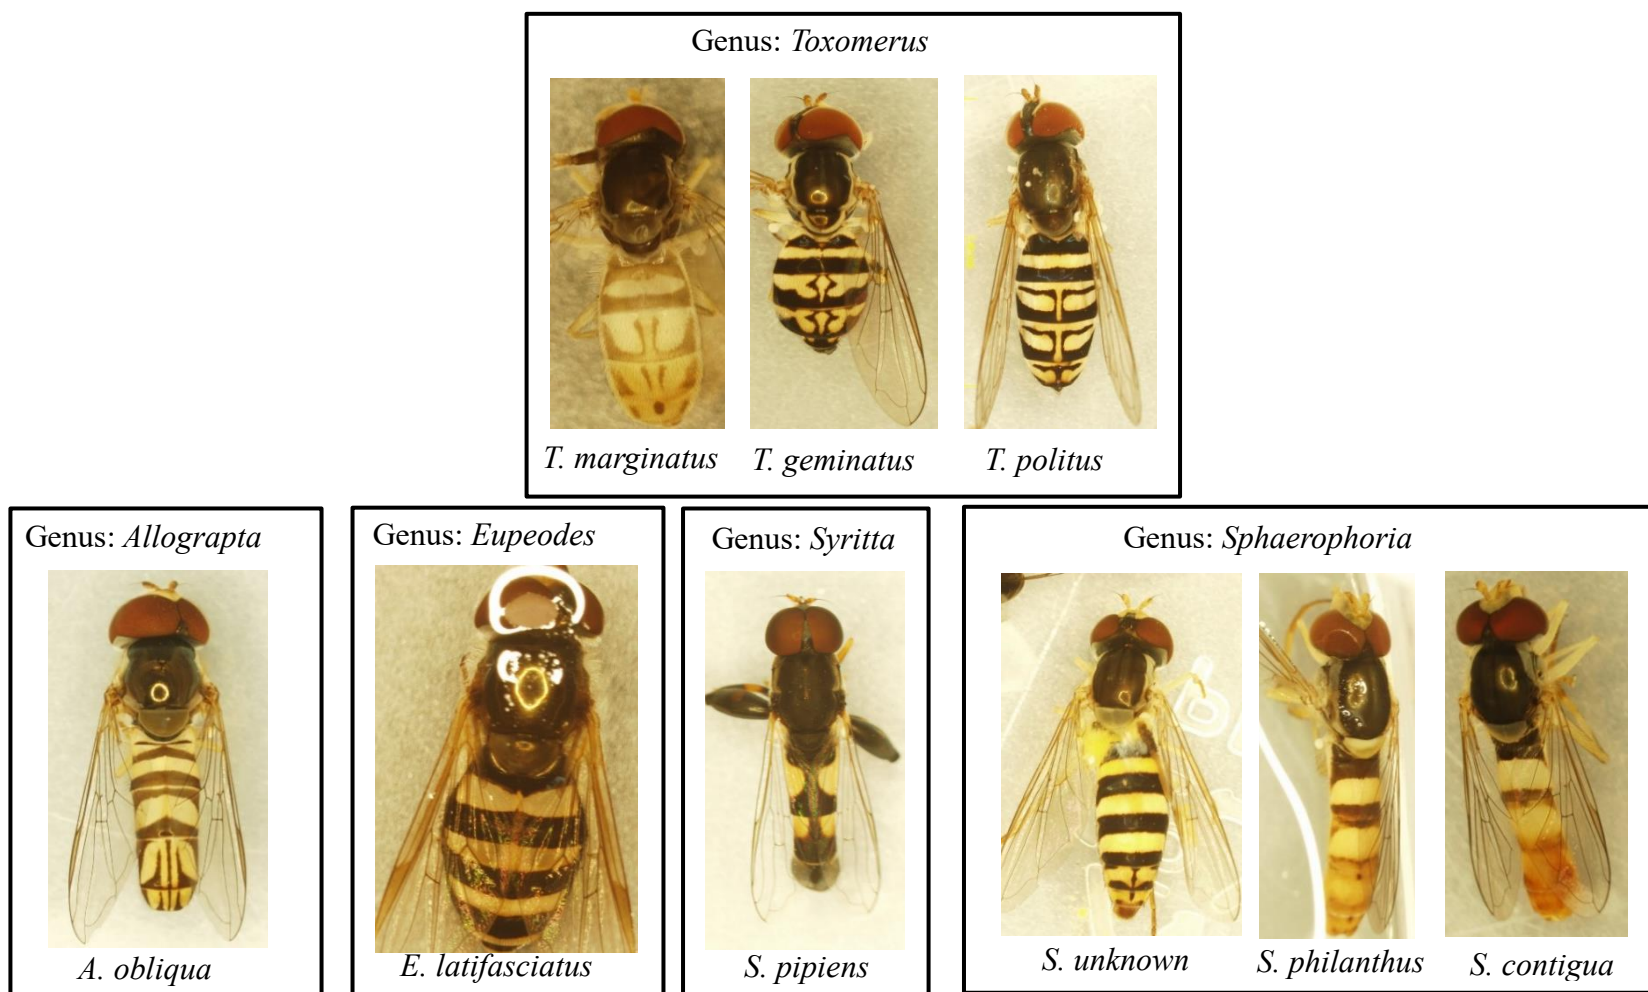 Genus: Toxomerus
T. marginatus
T. geminatus
T. politus
Genus: Allograpta
A. obliqua
Genus: Eupeodes
E. latifasciatus
Genus: Syritta
S. pipiens
Genus: Sphaerophoria
S. unknown
S. philanthus
S. contigua